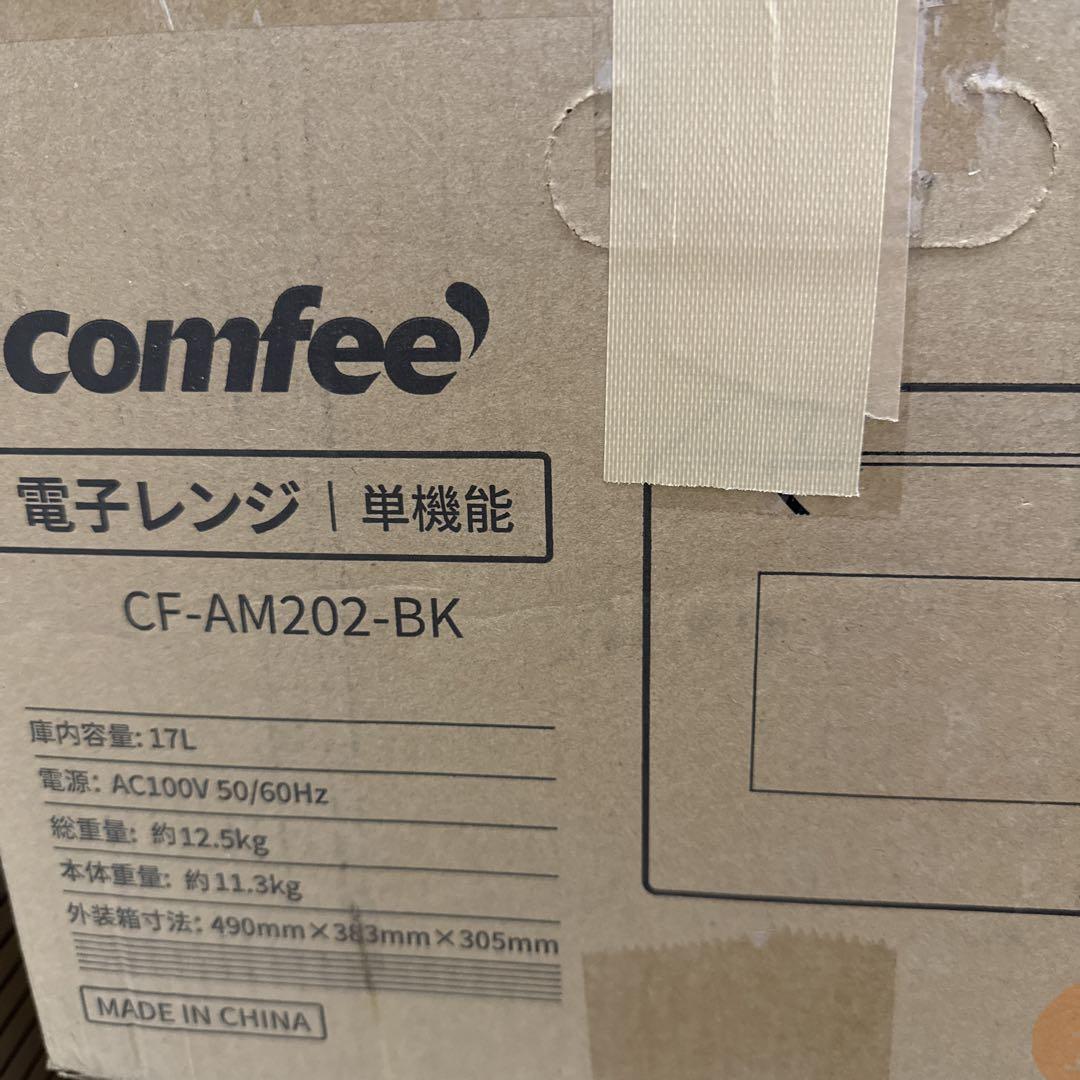 comfee'
電子レンジ｜単機能
CF-AM202-BK
庫内容量: 17L
電源: AC100V 50/60Hz
総重量: 約12.5kg
本体重量: 約11.3kg
外装箱寸法: 490mm×383mm×305mm
MADE IN CHINA